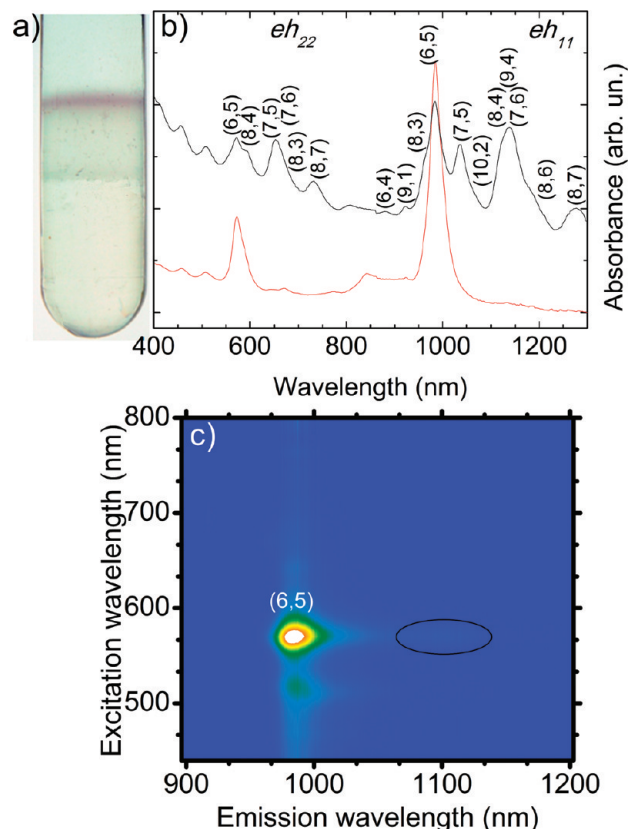 a)
b)
eh22
eh11
(6,5)
(8,4)
(7,5)
(7,6)
(8,3)
(8,7)
(6,4)
(9,1)
(8,3)
(6,5)
(7,5)
(10,2)
(8,4)
(9,4)
(7,6)
(8,6)
(8,7)
Absorbance (arb. un.)
400 600 800 1000 1200
Wavelength (nm)
c)
(6,5)
Excitation wavelength (nm)
800
700
600
500
900 1000 1100 1200
Emission wavelength (nm)